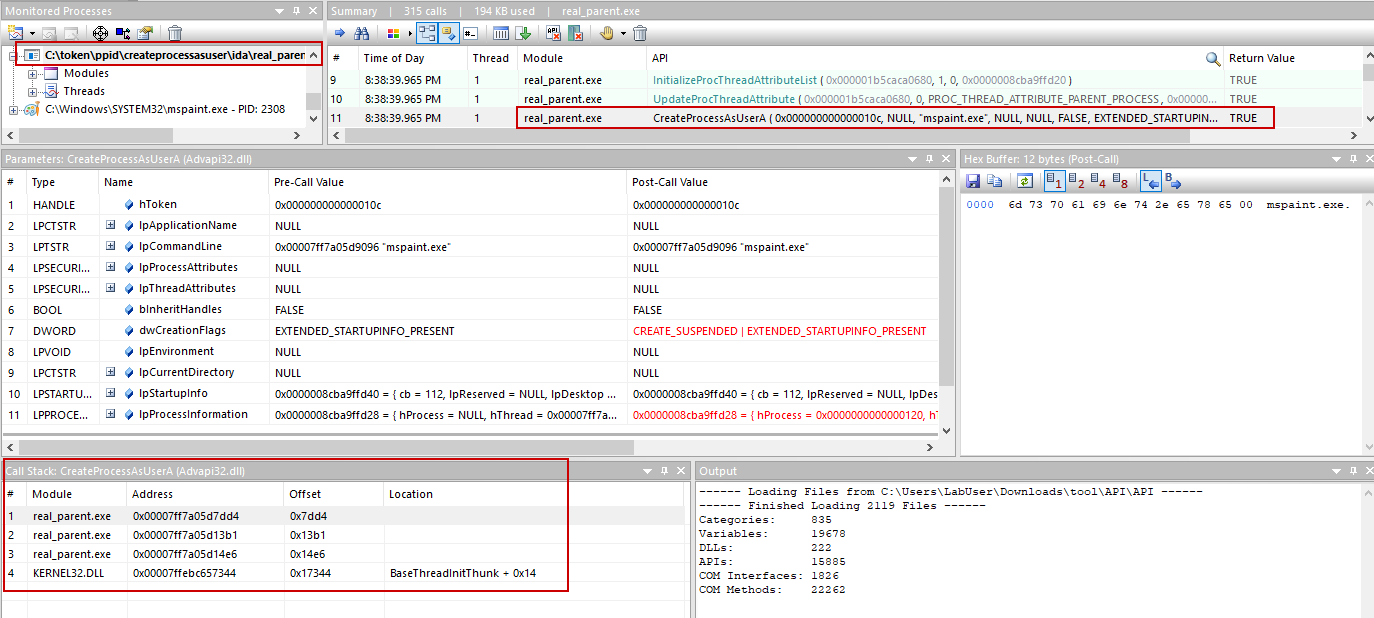 Monitored Processes
C:\token\ppid\createprocessasuser\ida\real_paren
Modules
Threads
C:\Windows\SYSTEM32\mspaint.exe - PID: 2308
Summary | 315 calls | 194 KB used | real_parent.exe
# Time of Day Thread Module API Return Value
9 8:38:39.965 PM 1 real_parent.exe InitializeProcThreadAttributeList ( 0x000001b5caca0680, 1, 0, 0x0000008cba9ffd20 ) TRUE
10 8:38:39.965 PM 1 real_parent.exe UpdateProcThreadAttribute ( 0x000001b5caca0680, 0, PROC_THREAD_ATTRIBUTE_PARENT_PROCESS, 0x00000... TRUE
11 8:38:39.965 PM 1 real_parent.exe CreateProcessAsUserA ( 0x000000000000010c, NULL, "mspaint.exe", NULL, NULL, FALSE, EXTENDED_STARTUPIN... TRUE
Parameters: CreateProcessAsUserA (Advapi32.dll)
# Type Name Pre-Call Value Post-Call Value
1 HANDLE hToken 0x000000000000010c 0x000000000000010c
2 LPCTSTR lpApplicationName NULL NULL
3 LPTSTR lpCommandLine 0x00007ff7a05d9096 "mspaint.exe" 0x00007ff7a05d9096 "mspaint.exe"
4 LPSECURI... lpProcessAttributes NULL NULL
5 LPSECURI... lpThreadAttributes NULL NULL
6 BOOL bInheritHandles FALSE FALSE
7 DWORD dwCreationFlags EXTENDED_STARTUPINFO_PRESENT CREATE_SUSPENDED | EXTENDED_STARTUPINFO_PRESENT
8 LPVOID lpEnvironment NULL NULL
9 LPCTSTR lpCurrentDirectory NULL NULL
10 LPSTARTU... lpStartupInfo 0x0000008cba9ffd40 = { cb = 112, lpReserved = NULL, lpDesktop ... 0x0000008cba9ffd40 = { cb = 112, lpReserved = NULL, lpDes
11 LPPROCE... lpProcessInformation 0x0000008cba9ffd28 = { hProcess = NULL, hThread = 0x00007ff7a... 0x0000008cba9ffd28 = { hProcess = 0x0000000000000120, hT
Hex Buffer: 12 bytes (Post-Call)
1 2 4 8 L B
0000 6d 73 70 61 69 6e 74 2e 65 78 65 00 mspaint.exe.
Call Stack: CreateProcessAsUserA (Advapi32.dll)
# Module Address Offset Location
1 real_parent.exe 0x00007ff7a05d7dd4 0x7dd4
2 real_parent.exe 0x00007ff7a05d13b1 0x13b1
3 real_parent.exe 0x00007ff7a05d14e6 0x14e6
4 KERNEL32.DLL 0x00007ffebc657344 0x17344 BaseThreadInitThunk + 0x14
Output
------ Loading Files from C:\Users\LabUser\Downloads\tool\API\API ------
------ Finished Loading 2119 Files ------
Categories: 835
Variables: 19678
DLLs: 222
APIs: 15885
COM Interfaces: 1826
COM Methods: 22262